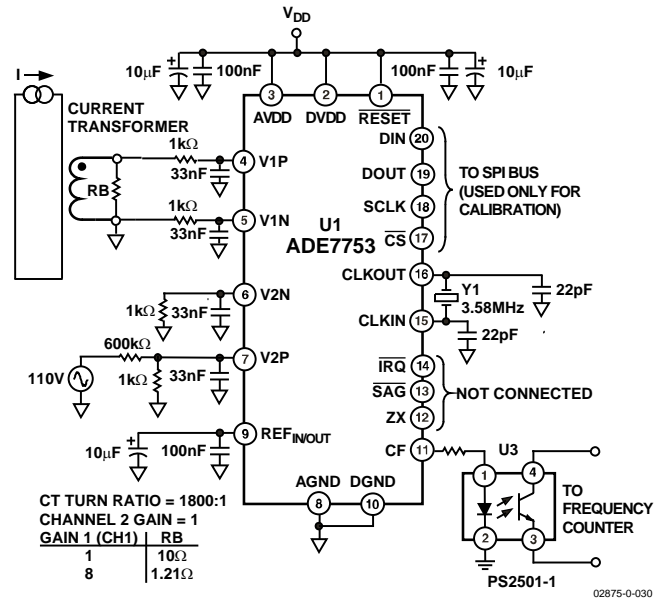 VDD
I
10μF
100nF
100nF
10μF
3
2
1
AVDD
DVDD
RESET
CURRENT
TRANSFORMER
RB
1kΩ
33nF
4
V1P
1kΩ
33nF
5
V1N
U1
ADE7753
DIN
20
DOUT
19
SCLK
18
CS
17
TO SPI BUS
(USED ONLY FOR
CALIBRATION)
CLKOUT
16
Y1
3.58MHz
22pF
CLKIN
15
22pF
1kΩ
33nF
6
V2N
600kΩ
110V
1kΩ
33nF
7
V2P
IRQ
14
SAG
13
ZX
12
NOT CONNECTED
10μF
100nF
9
REFIN/OUT
CF
11
U3
1
4
2
3
TO
FREQUENCY
COUNTER
PS2501-1
AGND
DGND
8
10
CT TURN RATIO = 1800:1
CHANNEL 2 GAIN = 1
GAIN 1 (CH1) RB
1 10Ω
8 1.21Ω
02875-0-030